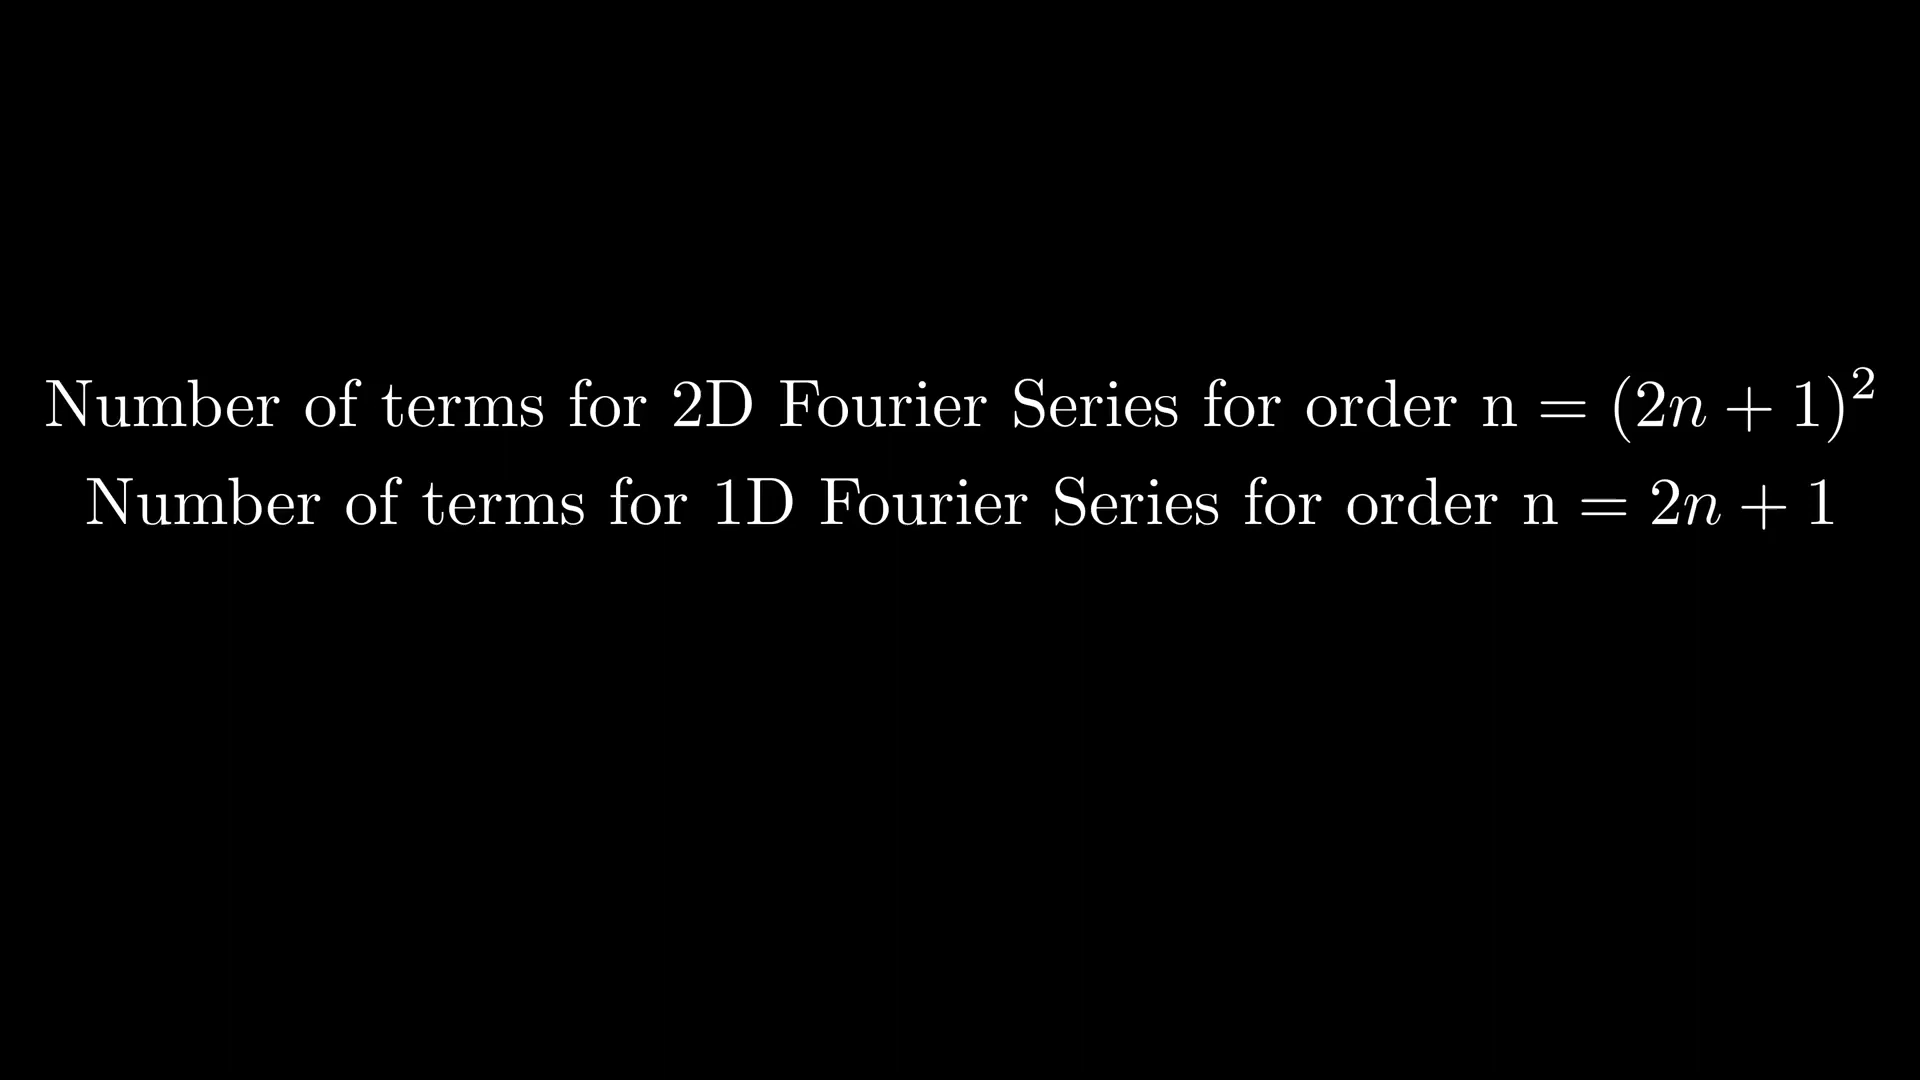 Number of terms for 2D Fourier Series for order n = (2n + 1)²
Number of terms for 1D Fourier Series for order n = 2n + 1